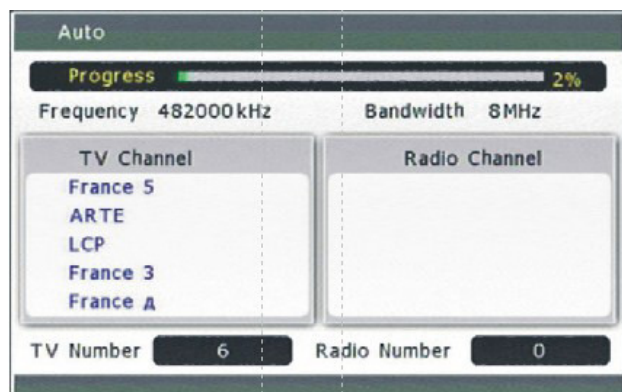 Auto
Progress 2%
Frequency 482000kHz Bandwidth 8MHz
TV Channel Radio Channel
France 5
ARTE
LCP
France 3
France д
TV Number 6 Radio Number 0